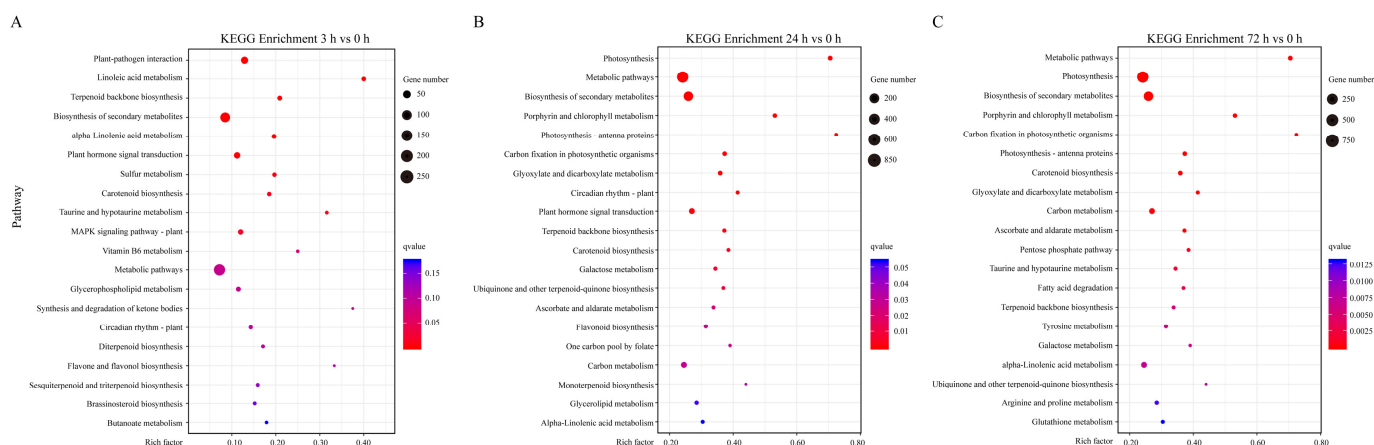 A
KEGG Enrichment 3 h vs 0 h
Pathway
Plant-pathogen interaction
Linoleic acid metabolism
Terpenoid backbone biosynthesis
Biosynthesis of secondary metabolites
alpha Linolenic acid metabolism
Plant hormone signal transduction
Sulfur metabolism
Carotenoid biosynthesis
Taurine and hypotaurine metabolism
MAPK signaling pathway - plant
Vitamin B6 metabolism
Metabolic pathways
Glycerophospholipid metabolism
Synthesis and degradation of ketone bodies
Circadian rhythm - plant
Diterpenoid biosynthesis
Flavone and flavonol biosynthesis
Sesquiterpenoid and triterpenoid biosynthesis
Brassinosteroid biosynthesis
Butanoate metabolism
Rich factor
0.10 0.20 0.30 0.40
Gene number
50
100
150
200
250
qvalue
0.15
0.10
0.05
B
KEGG Enrichment 24 h vs 0 h
Photosynthesis
Metabolic pathways
Biosynthesis of secondary metabolites
Porphyrin and chlorophyll metabolism
Photosynthesis - antenna proteins
Carbon fixation in photosynthetic organisms
Glyoxylate and dicarboxylate metabolism
Circadian rhythm - plant
Plant hormone signal transduction
Terpenoid backbone biosynthesis
Carotenoid biosynthesis
Galactose metabolism
Ubiquinone and other terpenoid-quinone biosynthesis
Ascorbate and aldarate metabolism
Flavonoid biosynthesis
One carbon pool by folate
Carbon metabolism
Monoterpenoid biosynthesis
Glycerolipid metabolism
Alpha-Linolenic acid metabolism
Rich factor
0.20 0.40 0.60 0.80
Gene number
200
400
600
850
qvalue
0.05
0.04
0.03
0.02
0.01
C
KEGG Enrichment 72 h vs 0 h
Metabolic pathways
Photosynthesis
Biosynthesis of secondary metabolites
Porphyrin and chlorophyll metabolism
Carbon fixation in photosynthetic organisms
Photosynthesis - antenna proteins
Carotenoid biosynthesis
Glyoxylate and dicarboxylate metabolism
Carbon metabolism
Ascorbate and aldarate metabolism
Pentose phosphate pathway
Taurine and hypotaurine metabolism
Fatty acid degradation
Terpenoid backbone biosynthesis
Tyrosine metabolism
Galactose metabolism
alpha-Linolenic acid metabolism
Ubiquinone and other terpenoid-quinone biosynthesis
Arginine and proline metabolism
Glutathione metabolism
Rich factor
0.20 0.40 0.60 0.80
Gene number
250
500
750
qvalue
0.0125
0.0100
0.0750
0.0050
0.0025